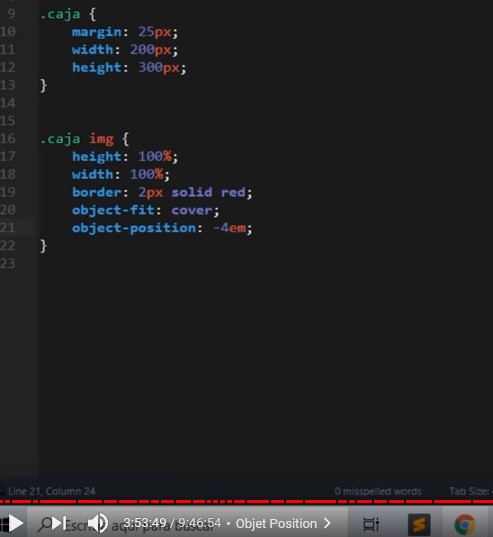 9 .caja {
10 margin: 25px;
11 width: 200px;
12 height: 300px;
13 }
14
15
16 .caja img {
17 height: 100%;
18 width: 100%;
19 border: 2px solid red;
20 object-fit: cover;
21 object-position: -4em;
22 }
23
Line 21, Column 24 0 misspelled words Tab Size:
Escribe aquí para buscar
3:53:49 / 9:46:54 • Objet Position >